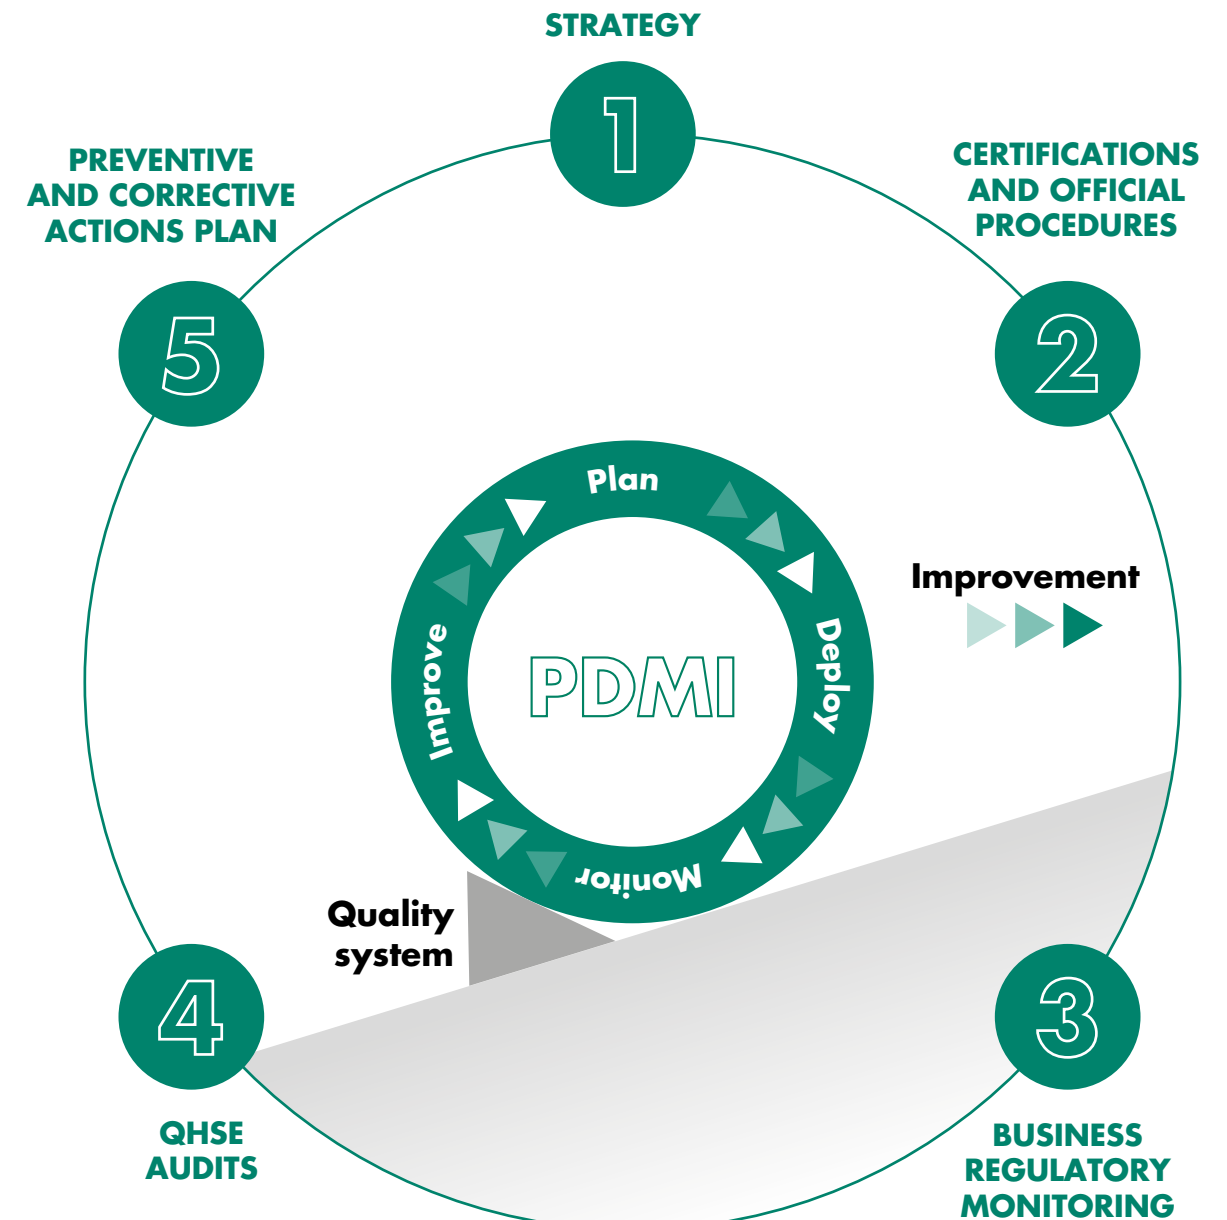 STRATEGY
1
CERTIFICATIONS
AND OFFICIAL
PROCEDURES
2
PREVENTIVE
AND CORRECTIVE
ACTIONS PLAN
5
Plan
Deploy
Monitor
Improve
PDMI
Improvement
Quality
system
4
QHSE
AUDITS
3
BUSINESS
REGULATORY
MONITORING